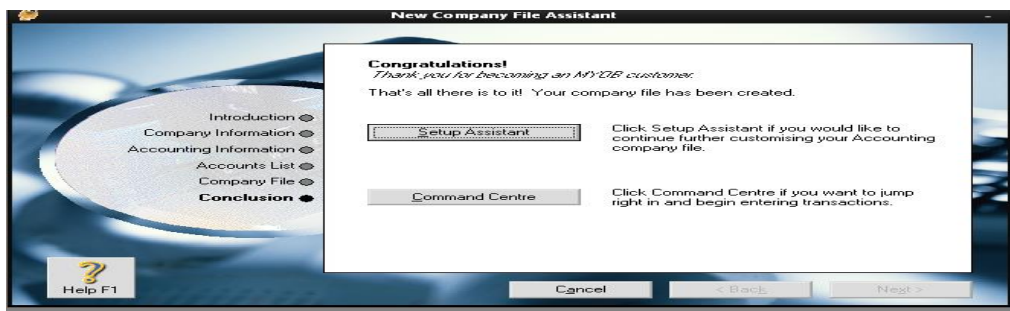 New Company File Assistant
Introduction
Company Information
Accounting Information
Accounts List
Company File
Conclusion
Congratulations!
Thank you for becoming an MYOB customer.
That's all there is to it! Your company file has been created.
Setup Assistant
Click Setup Assistant if you would like to
continue further customising your Accounting
company file.
Command Centre
Click Command Centre if you want to jump
right in and begin entering transactions.
Help F1
Cancel
< Back
Next >